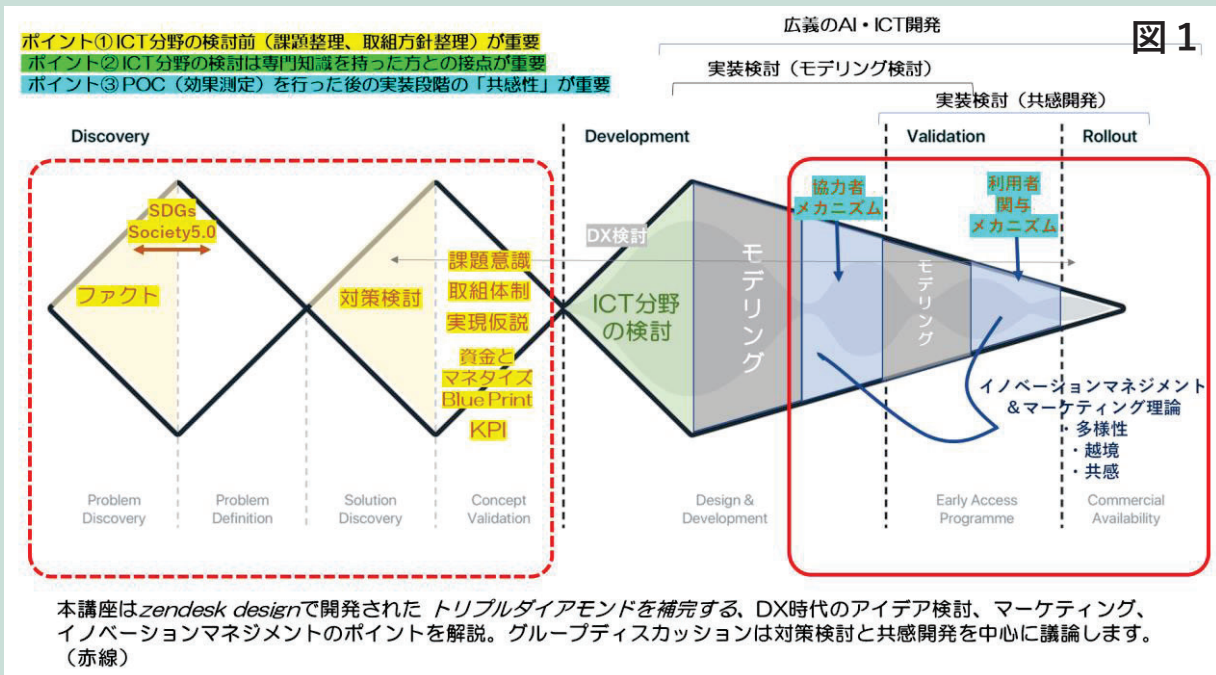 図1
広義のAI・ICT開発
ポイント①ICT分野の検討前（課題整理、取組方針整理）が重要
ポイント②ICT分野の検討は専門知識を持った方との接点が重要
ポイント③POC（効果測定）を行った後の実装段階の「共感性」が重要
実装検討（モデリング検討）
実装検討（共感開発）
Discovery
Development
Validation
Rollout
SDGs
Society5.0
ファクト
対策検討
課題意識
取組体制
実現仮説
資金と
マネタイズ
Blue Print
KPI
DX検討
ICT分野
の検討
モデリング
協力者
メカニズム
モデリング
利用者
関与
メカニズム
イノベーションマネジメント
＆マーケティング理論
・多様性
・越境
・共感
Problem
Discovery
Problem
Definition
Solution
Discovery
Concept
Validation
Design &
Development
Early Access
Programme
Commercial
Availability
本講座はzendesk designで開発された トリプルダイアモンドを補完する、DX時代のアイデア検討、マーケティング、
イノベーションマネジメントのポイントを解説。グループディスカッションは対策検討と共感開発を中心に議論します。
（赤線）